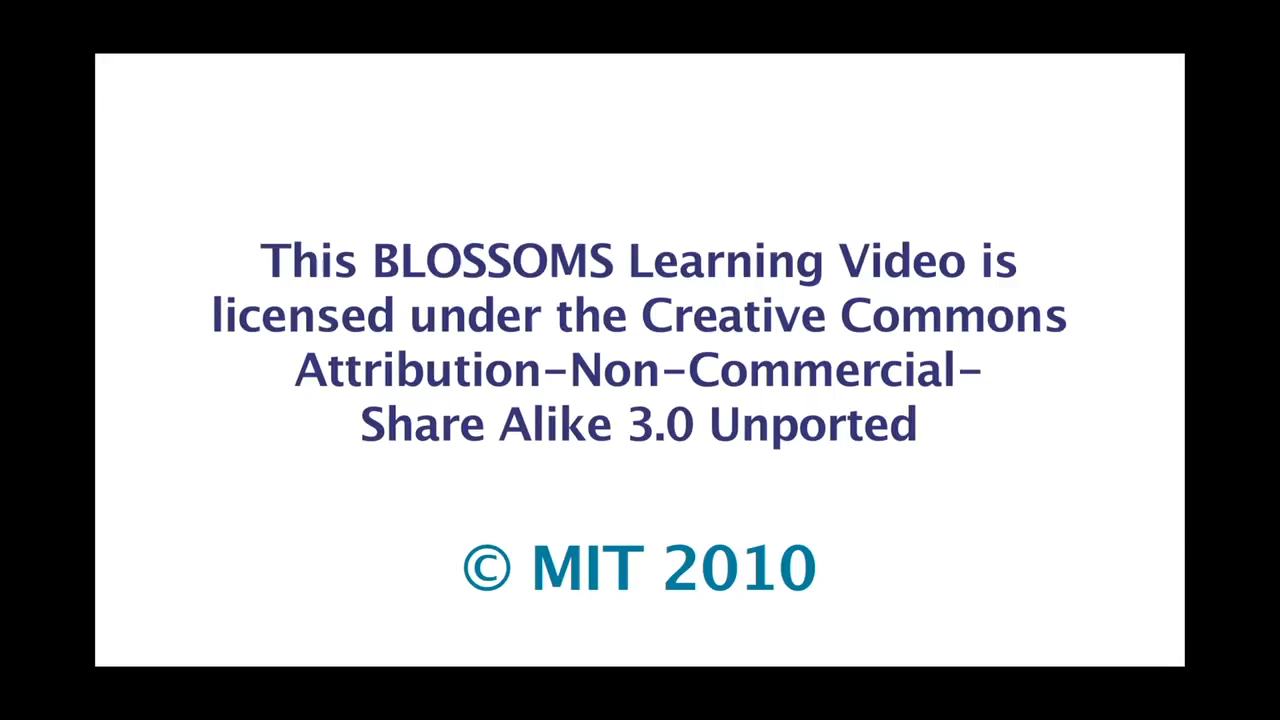 This BLOSSOMS Learning Video is
licensed under the Creative Commons
Attribution–Non–Commercial–
Share Alike 3.0 Unported
© MIT 2010